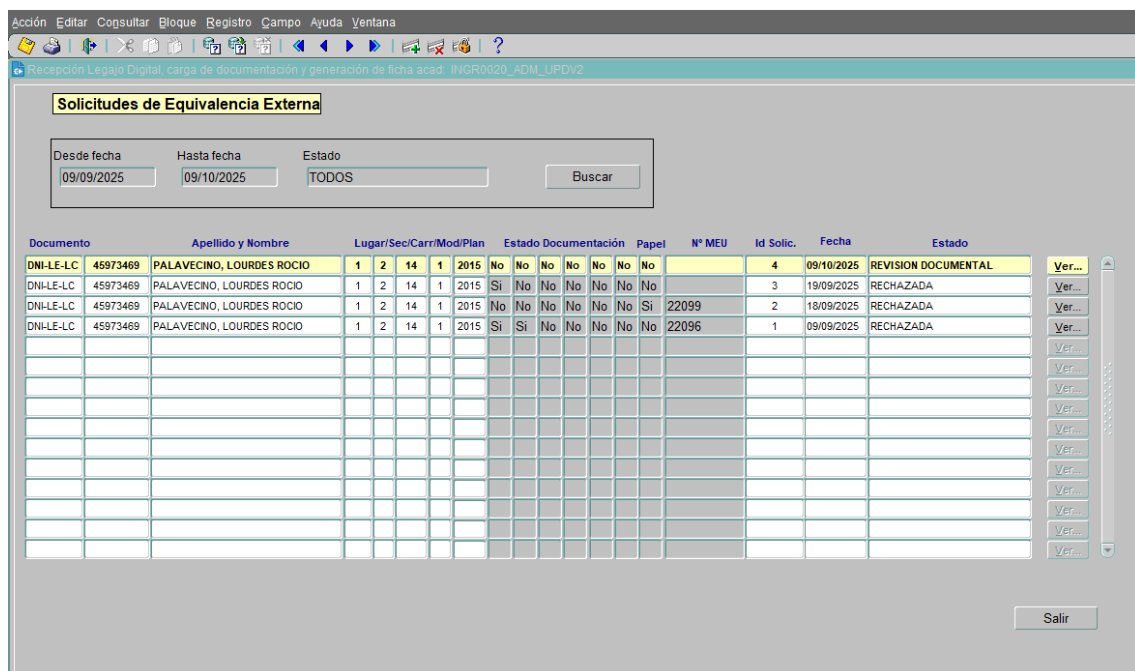 Acción Editar Consultar Bloque Registro Campo Ayuda Ventana
Recepción Legajo Digital, carga de documentación y generación de ficha acad: INGR0020_ADM_UPDV2
Solicitudes de Equivalencia Externa
Desde fecha Hasta fecha Estado
09/09/2025 09/10/2025 TODOS Buscar
Documento Apellido y Nombre Lugar/Sec/Carr/Mod/Plan Estado Documentación Papel Nº MEU Id Solic. Fecha Estado
DNI-LE-LC 45973469 PALAVECINO, LOURDES ROCIO 1 2 14 1 2015 No No No No No No No 4 09/10/2025 REVISION DOCUMENTAL Ver...
DNI-LE-LC 45973469 PALAVECINO, LOURDES ROCIO 1 2 14 1 2015 Si No No No No No No 3 19/09/2025 RECHAZADA Ver...
DNI-LE-LC 45973469 PALAVECINO, LOURDES ROCIO 1 2 14 1 2015 No No No No No No Si 22099 2 18/09/2025 RECHAZADA Ver...
DNI-LE-LC 45973469 PALAVECINO, LOURDES ROCIO 1 2 14 1 2015 Si Si No No No No No 22096 1 09/09/2025 RECHAZADA Ver...
Ver...
Ver...
Ver...
Ver...
Ver...
Ver...
Ver...
Ver...
Ver...
Ver...
Ver...
Salir